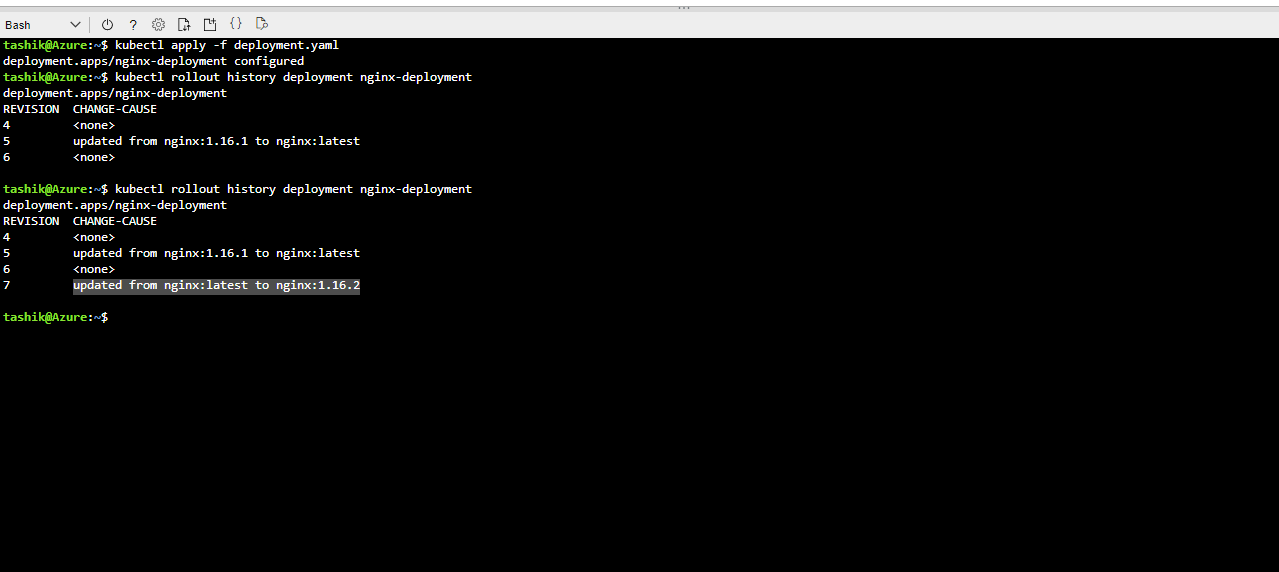 Bash
tashik@Azure:~$ kubectl apply -f deployment.yaml
deployment.apps/nginx-deployment configured
tashik@Azure:~$ kubectl rollout history deployment nginx-deployment
deployment.apps/nginx-deployment
REVISION  CHANGE-CAUSE
4         <none>
5         updated from nginx:1.16.1 to nginx:latest
6         <none>
tashik@Azure:~$ kubectl rollout history deployment nginx-deployment
deployment.apps/nginx-deployment
REVISION  CHANGE-CAUSE
4         <none>
5         updated from nginx:1.16.1 to nginx:latest
6         <none>
7         updated from nginx:latest to nginx:1.16.2
tashik@Azure:~$